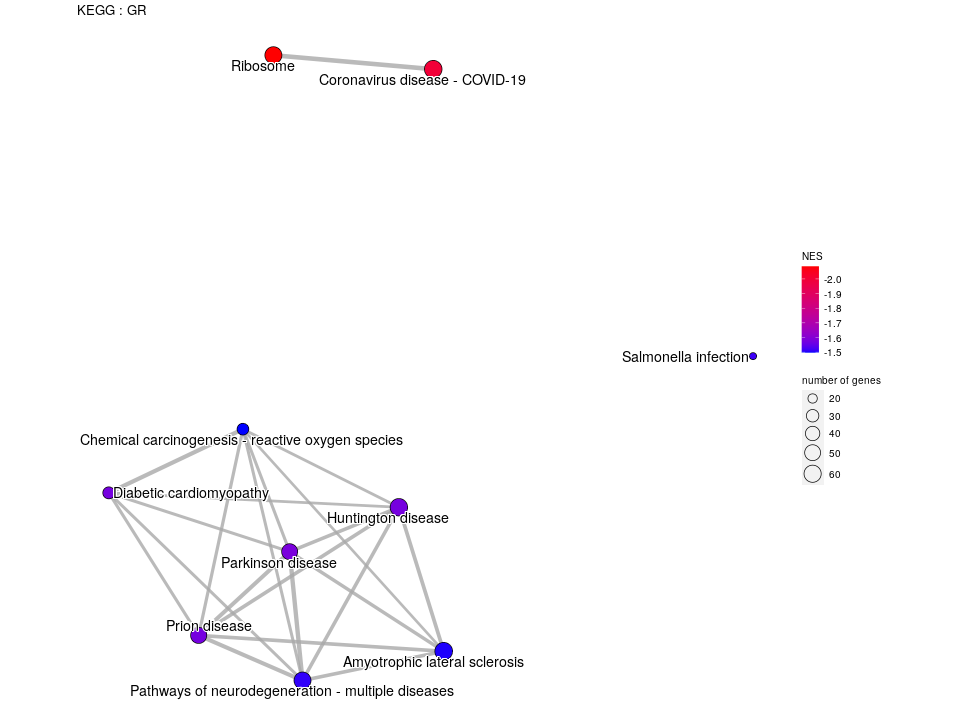 KEGG : GR
Ribosome
Coronavirus disease - COVID-19
NES
-2.0
-1.9
-1.8
-1.7
-1.6
-1.5
Salmonella infection
number of genes
20
30
40
50
60
Chemical carcinogenesis - reactive oxygen species
Diabetic cardiomyopathy
Huntington disease
Parkinson disease
Prion disease
Amyotrophic lateral sclerosis
Pathways of neurodegeneration - multiple diseases